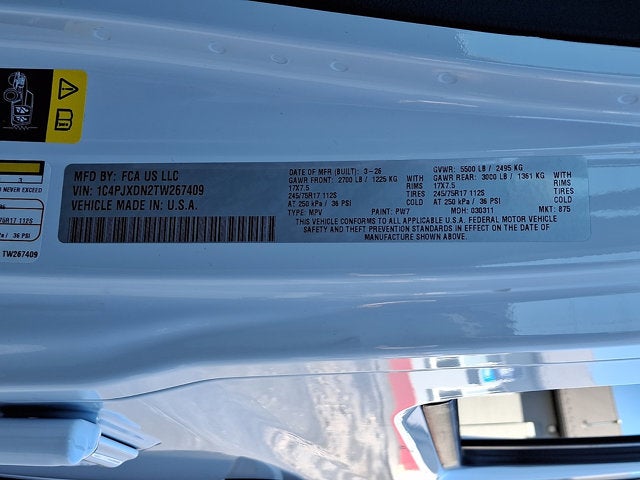 MFD BY: FCA US LLC
VIN: 1C4PJXDN2TW267409
VEHICLE MADE IN: U.S.A.
DATE OF MFR (BUILT): 3-26
GAWR FRONT: 2700 LB / 1225 KG WITH
17X7.5 RIMS
245/75R17 112S TIRES
AT 250 kPa / 36 PSI COLD
TYPE: MPV PAINT: PW7
GVWR: 5500 LB / 2495 KG
GAWR REAR: 3000 LB / 1361 KG WITH
17X7.5 RIMS
245/75R17 112S TIRES
AT 250 kPa / 36 PSI COLD
MDH: 030311 MKT: 875
THIS VEHICLE CONFORMS TO ALL APPLICABLE U.S.A. FEDERAL MOTOR VEHICLE
SAFETY AND THEFT PREVENTION STANDARDS IN EFFECT ON THE DATE OF
MANUFACTURE SHOWN ABOVE.
3
D NEVER EXCEED
75R17 112S
/ 36 PSI
TW267409